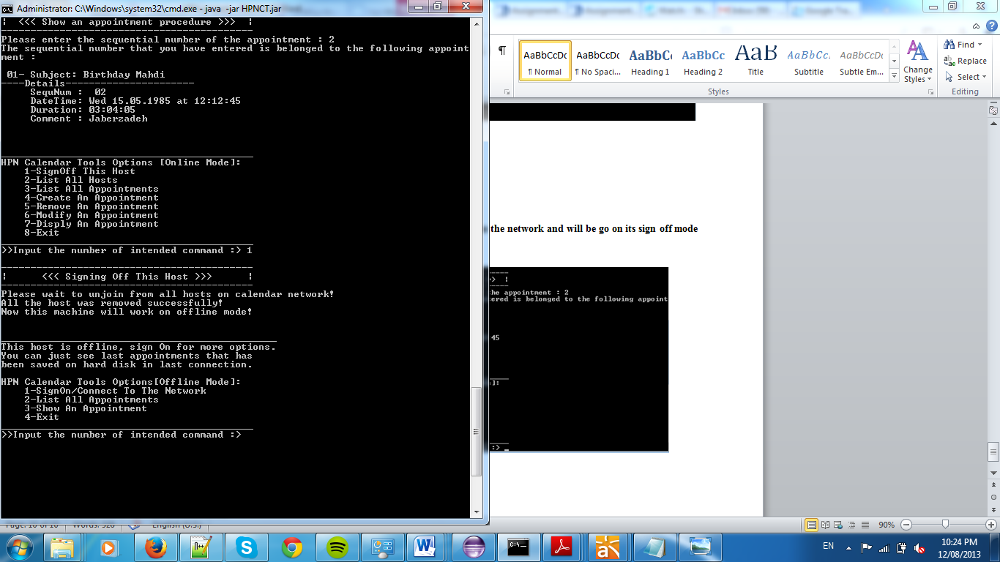 Administrator: C:\Windows\system32\cmd.exe - java -jar HPNCT.jar
¦ <<< Show an appointment procedure >>> ¦
------------------------------------------
Please enter the sequential number of the appointment : 2
The sequential number that you have entered is belonged to the following appoint
ment :
01- Subject: Birthday Mahdi
----Details----------------------
SequNum : 02
DateTime: Wed 15.05.1985 at 12:12:45
Duration: 03:04:05
Comment : Jaberzadeh
HPN Calendar Tools Options [Online Mode]:
1-SignOff This Host
2-List All Hosts
3-List All Appointments
4-Create An Appointment
5-Remove An Appointment
6-Modify An Appointment
7-Disply An Appointment
8-Exit
>>Input the number of intended command :> 1
------------------------------------------
¦ <<< Signing Off This Host >>> ¦
------------------------------------------
Please wait to unjoin from all hosts on calendar network!
All the host was removed successfully!
Now this machine will work on offline mode!
This host is offline, sign On for more options.
You can just see last appointments that has
been saved on hard disk in last connection.
HPN Calendar Tools Options[Offline Mode]:
1-SignOn/Connect To The Network
2-List All Appointments
3-Show An Appointment
4-Exit
>>Input the number of intended command :>
AaBbCcDc AaBbCcDc AaBbCc AaBbCc AaB AaBbCc. AaBbCcDc
¶ Normal ¶ No Spaci... Heading 1 Heading 2 Title Subtitle Subtle Em...
Change
Styles
Styles
Find
Replace
Select
Editing
the network and will be go on its sign off mode
> ¦
he appointment : 2
ered is belonged to the following appoint
45
e]:
:> _
Page: 16 of 16 Words: 520 English (U.S.)
90%
EN
10:24 PM
12/08/2013